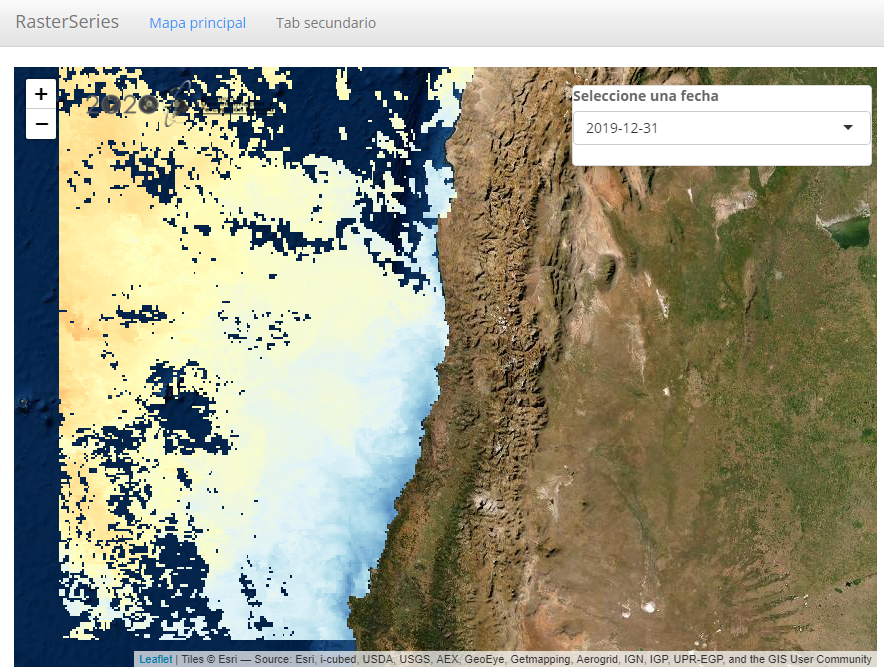 RasterSeries Mapa principal Tab secundario
+
−
2020
Seleccione una fecha
2019-12-31
Leaflet | Tiles © Esri — Source: Esri, i-cubed, USDA, USGS, AEX, GeoEye, Getmapping, Aerogrid, IGN, IGP, UPR-EGP, and the GIS User Community